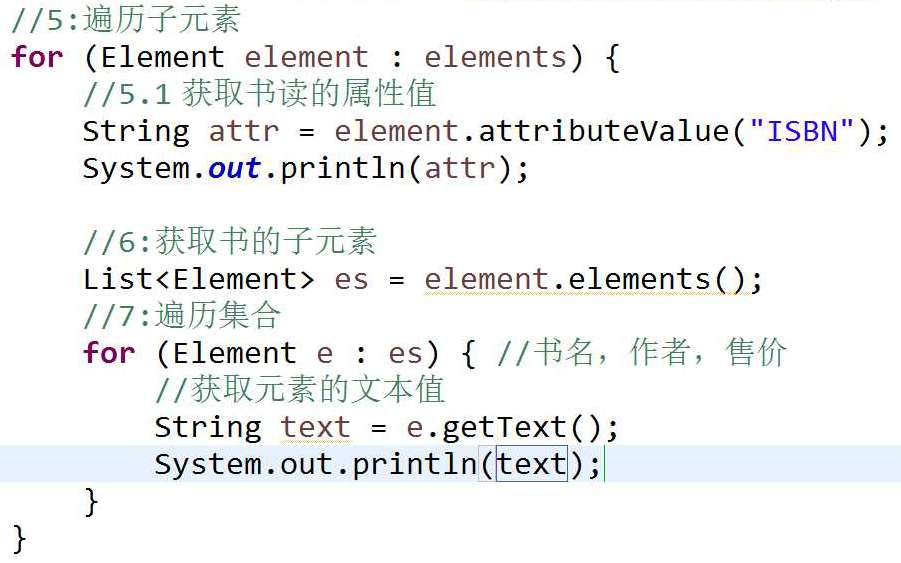 //5:遍历子元素
for (Element element : elements) {
    //5.1 获取书读的属性值
    String attr = element.attributeValue("ISBN");
    System.out.println(attr);

    //6:获取书的子元素
    List<Element> es = element.elements();
    //7:遍历集合
    for (Element e : es) { //书名，作者，售价
        //获取元素的文本值
        String text = e.getText();
        System.out.println(text);
    }
}